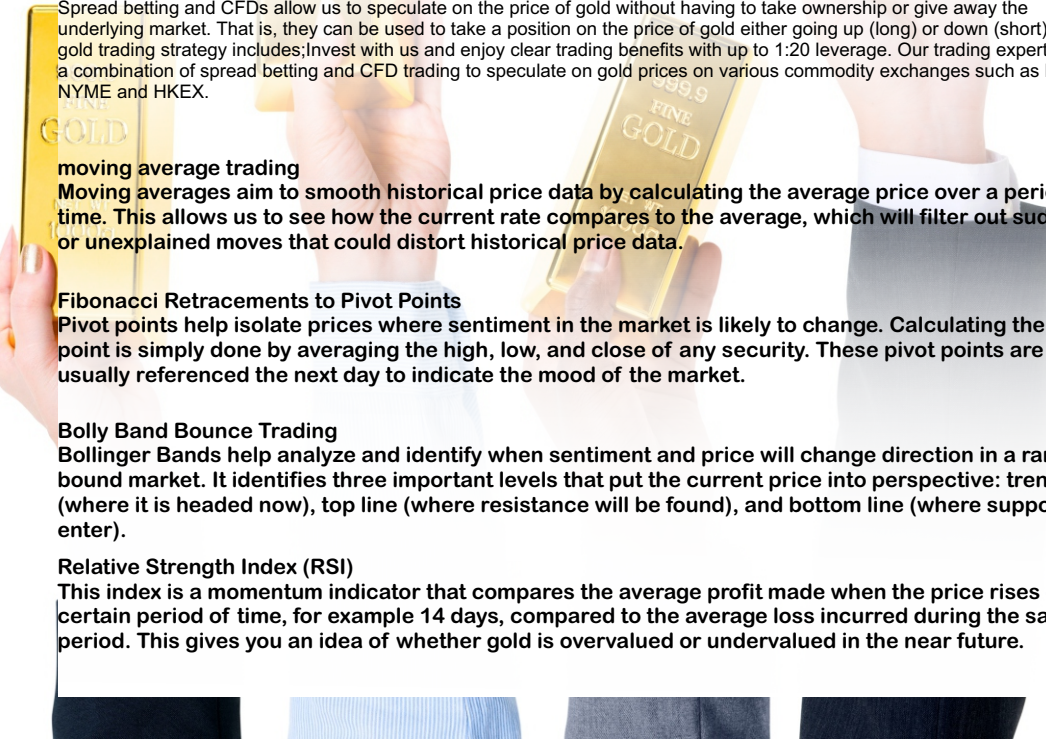 Spread betting and CFDs allow us to speculate on the price of gold without having to take ownership or give away the
underlying market. That is, they can be used to take a position on the price of gold either going up (long) or down (short)
gold trading strategy includes;Invest with us and enjoy clear trading benefits with up to 1:20 leverage. Our trading expert
a combination of spread betting and CFD trading to speculate on gold prices on various commodity exchanges such as
NYME and HKEX.
FINE
GOLD
999.9
FINE
GOLD
moving average trading
Moving averages aim to smooth historical price data by calculating the average price over a peri
time. This allows us to see how the current rate compares to the average, which will filter out sud
or unexplained moves that could distort historical price data.
Fibonacci Retracements to Pivot Points
Pivot points help isolate prices where sentiment in the market is likely to change. Calculating the
point is simply done by averaging the high, low, and close of any security. These pivot points are
usually referenced the next day to indicate the mood of the market.
Bolly Band Bounce Trading
Bollinger Bands help analyze and identify when sentiment and price will change direction in a ra
bound market. It identifies three important levels that put the current price into perspective: tren
(where it is headed now), top line (where resistance will be found), and bottom line (where suppo
enter).
Relative Strength Index (RSI)
This index is a momentum indicator that compares the average profit made when the price rises
certain period of time, for example 14 days, compared to the average loss incurred during the sa
period. This gives you an idea of whether gold is overvalued or undervalued in the near future.